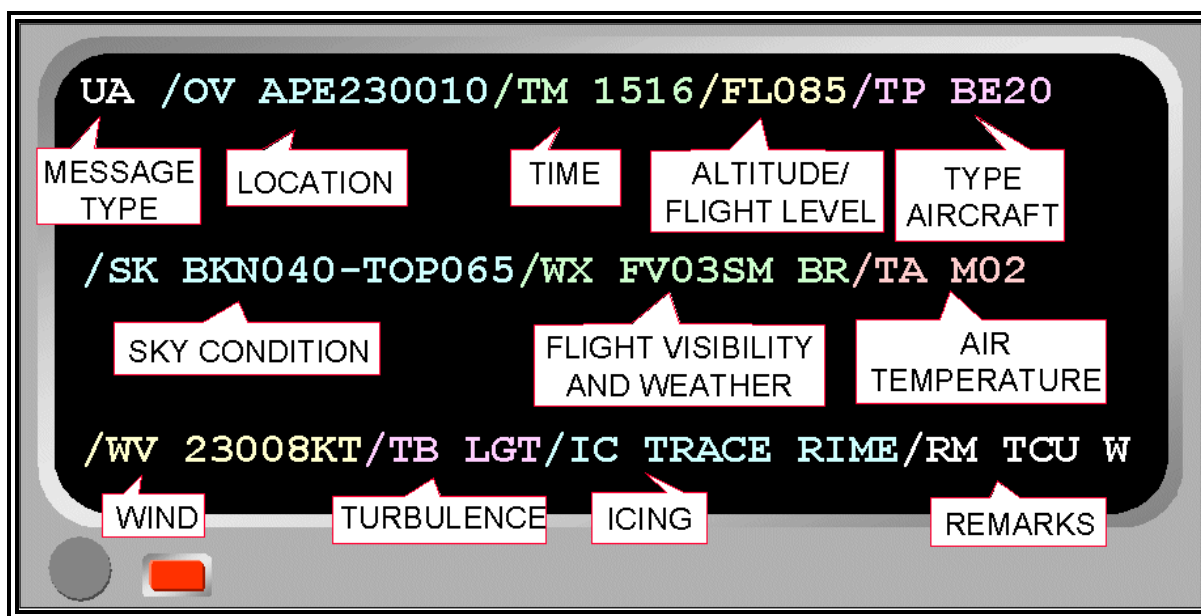 UA /OV APE230010/TM 1516/FL085/TP BE20
MESSAGE
TYPE
LOCATION
TIME
ALTITUDE/
FLIGHT LEVEL
TYPE
AIRCRAFT
/SK BKN040-TOP065/WX FV03SM BR/TA M02
SKY CONDITION
FLIGHT VISIBILITY
AND WEATHER
AIR
TEMPERATURE
/WV 23008KT/TB LGT/IC TRACE RIME/RM TCU W
WIND
TURBULENCE
ICING
REMARKS